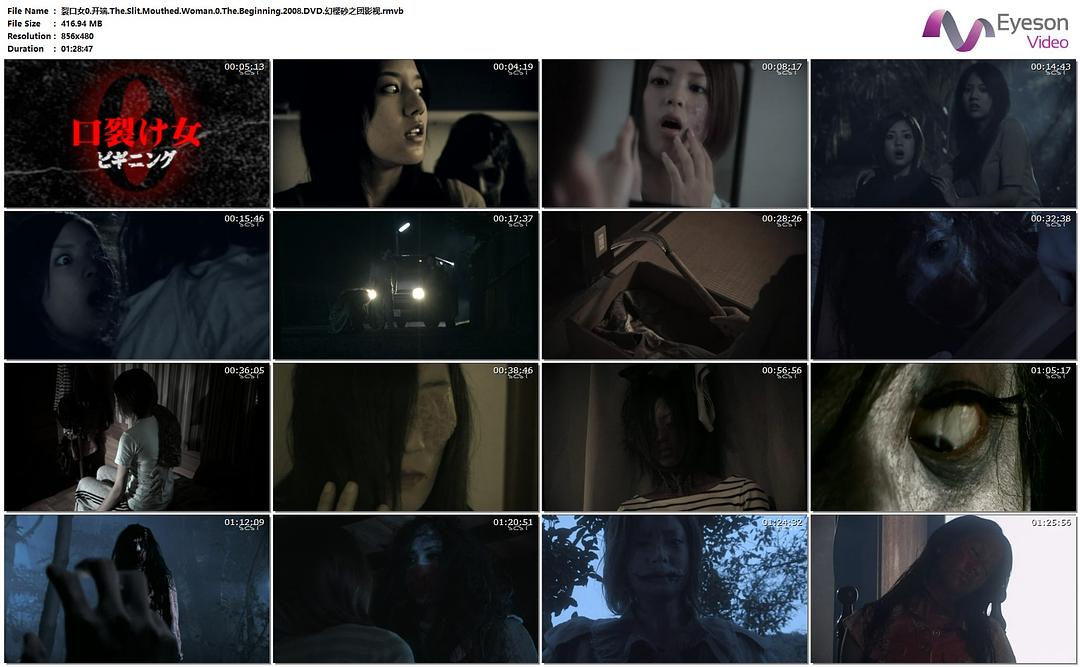 File Name : 裂口女0.开端.The.Slit.Mouthed.Woman.0.The.Beginning.2008.DVD.幻樱砂之团影视.rmvb
File Size : 416.94 MB
Resolution : 856x480
Duration : 01:28:47
Eyeson
Video
00:05:13
00:04:19
00:08:17
00:14:43
口裂け女
ビギニング
00:15:46
00:17:37
00:28:26
00:32:38
00:36:05
00:38:46
00:56:56
01:05:17
01:12:09
01:20:51
01:24:32
01:25:56